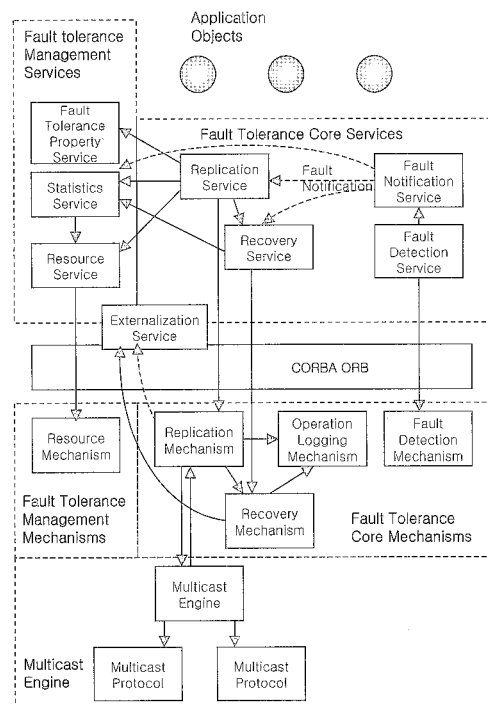 Application
Objects
Fault tolerance
Management
Services
Fault
Tolerance
Property
Service
Fault Tolerance Core Services
Statistics
Service
Replication
Service
Fault
Notification
Fault
Notification
Service
Resource
Service
Recovery
Service
Fault
Detection
Service
Externalization
Service
CORBA ORB
Resource
Mechanism
Replication
Mechanism
Operation
Logging
Mechanism
Fault
Detection
Mechanism
Fault Tolerance
Management
Mechanisms
Recovery
Mechanism
Fault Tolerance
Core Mechanisms
Multicast
Engine
Multicast
Engine
Multicast
Protocol
Multicast
Protocol